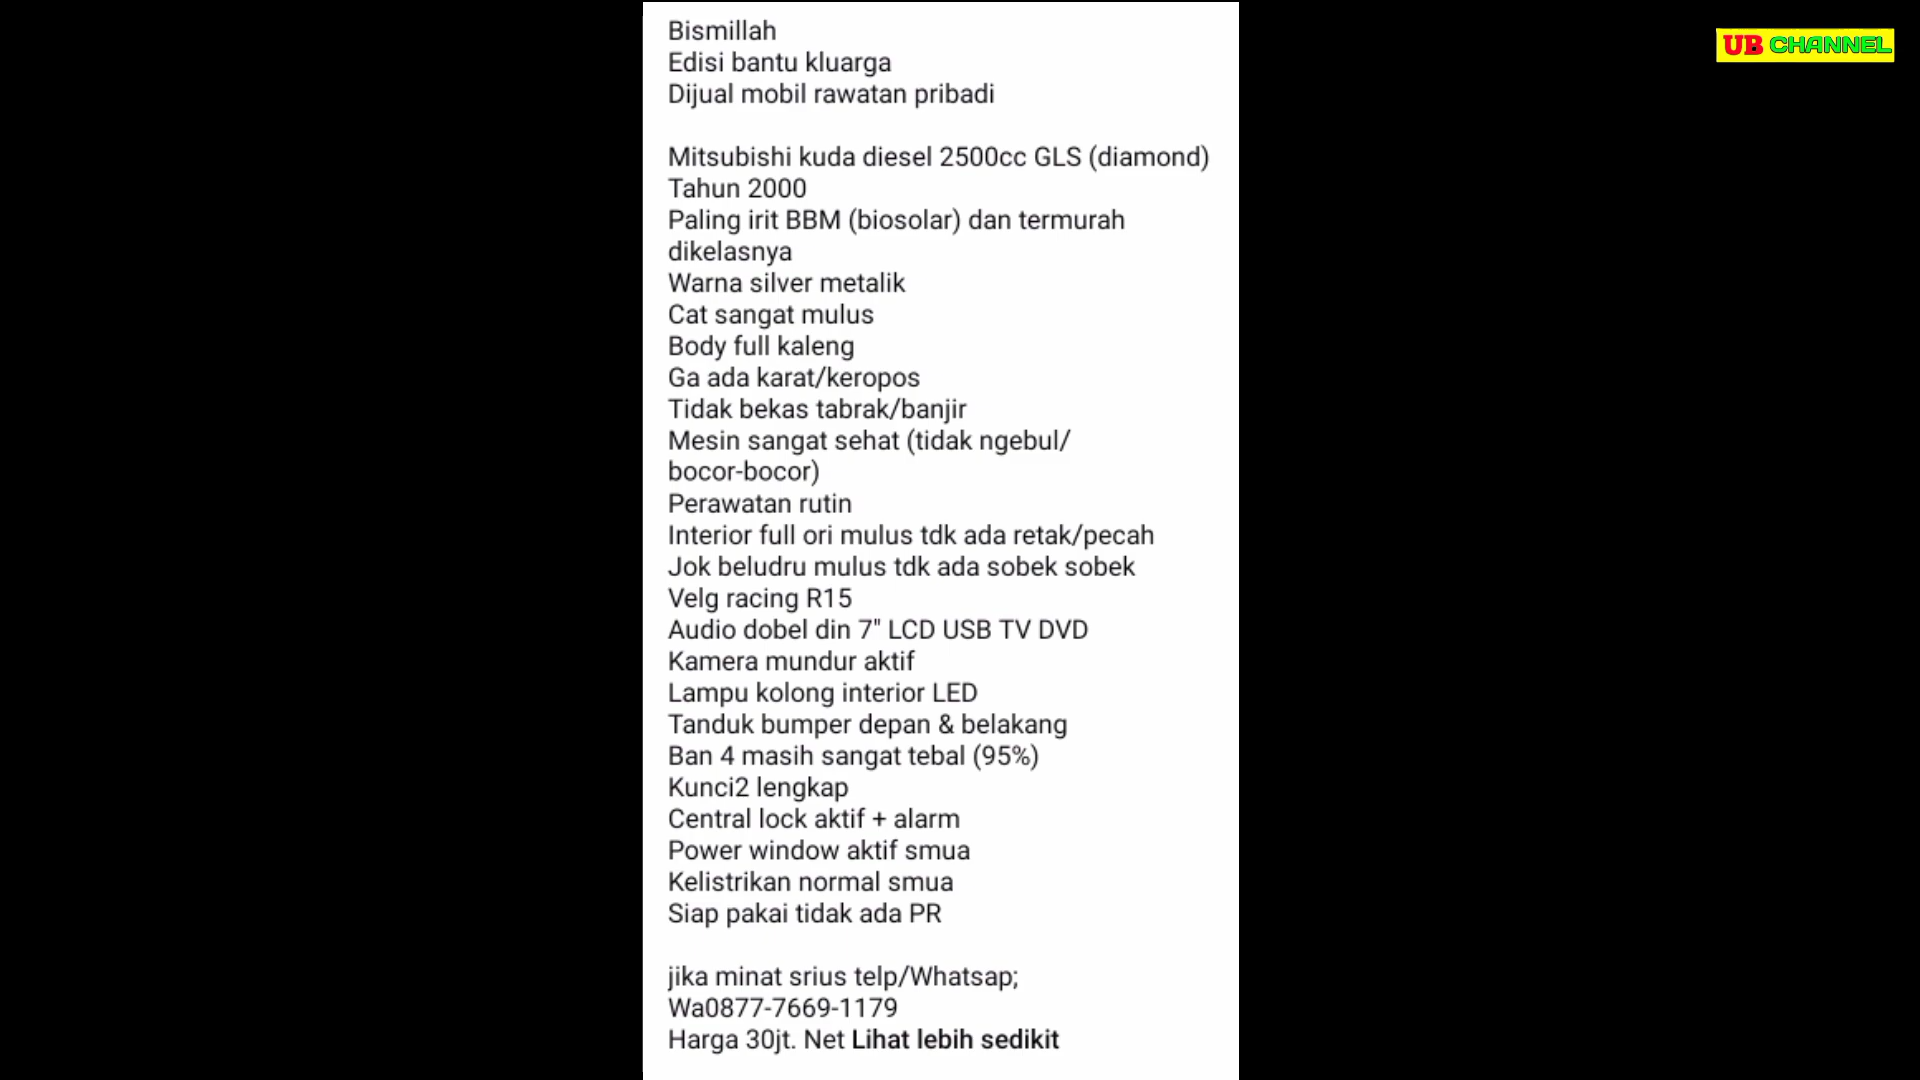 Bismillah
Edisi bantu kluarga
Dijual mobil rawatan pribadi
Mitsubishi kuda diesel 2500cc GLS (diamond)
Tahun 2000
Paling irit BBM (biosolar) dan termurah
dikelasnya
Warna silver metalik
Cat sangat mulus
Body full kaleng
Ga ada karat/keropos
Tidak bekas tabrak/banjir
Mesin sangat sehat (tidak ngebul/
bocor-bocor)
Perawatan rutin
Interior full ori mulus tdk ada retak/pecah
Jok beludru mulus tdk ada sobek sobek
Velg racing R15
Audio dobel din 7" LCD USB TV DVD
Kamera mundur aktif
Lampu kolong interior LED
Tanduk bumper depan & belakang
Ban 4 masih sangat tebal (95%)
Kunci2 lengkap
Central lock aktif + alarm
Power window aktif smua
Kelistrikan normal smua
Siap pakai tidak ada PR
jika minat srius telp/Whatsap;
Wa0877-7669-1179
Harga 30jt. Net Lihat lebih sedikit
UB CHANNEL